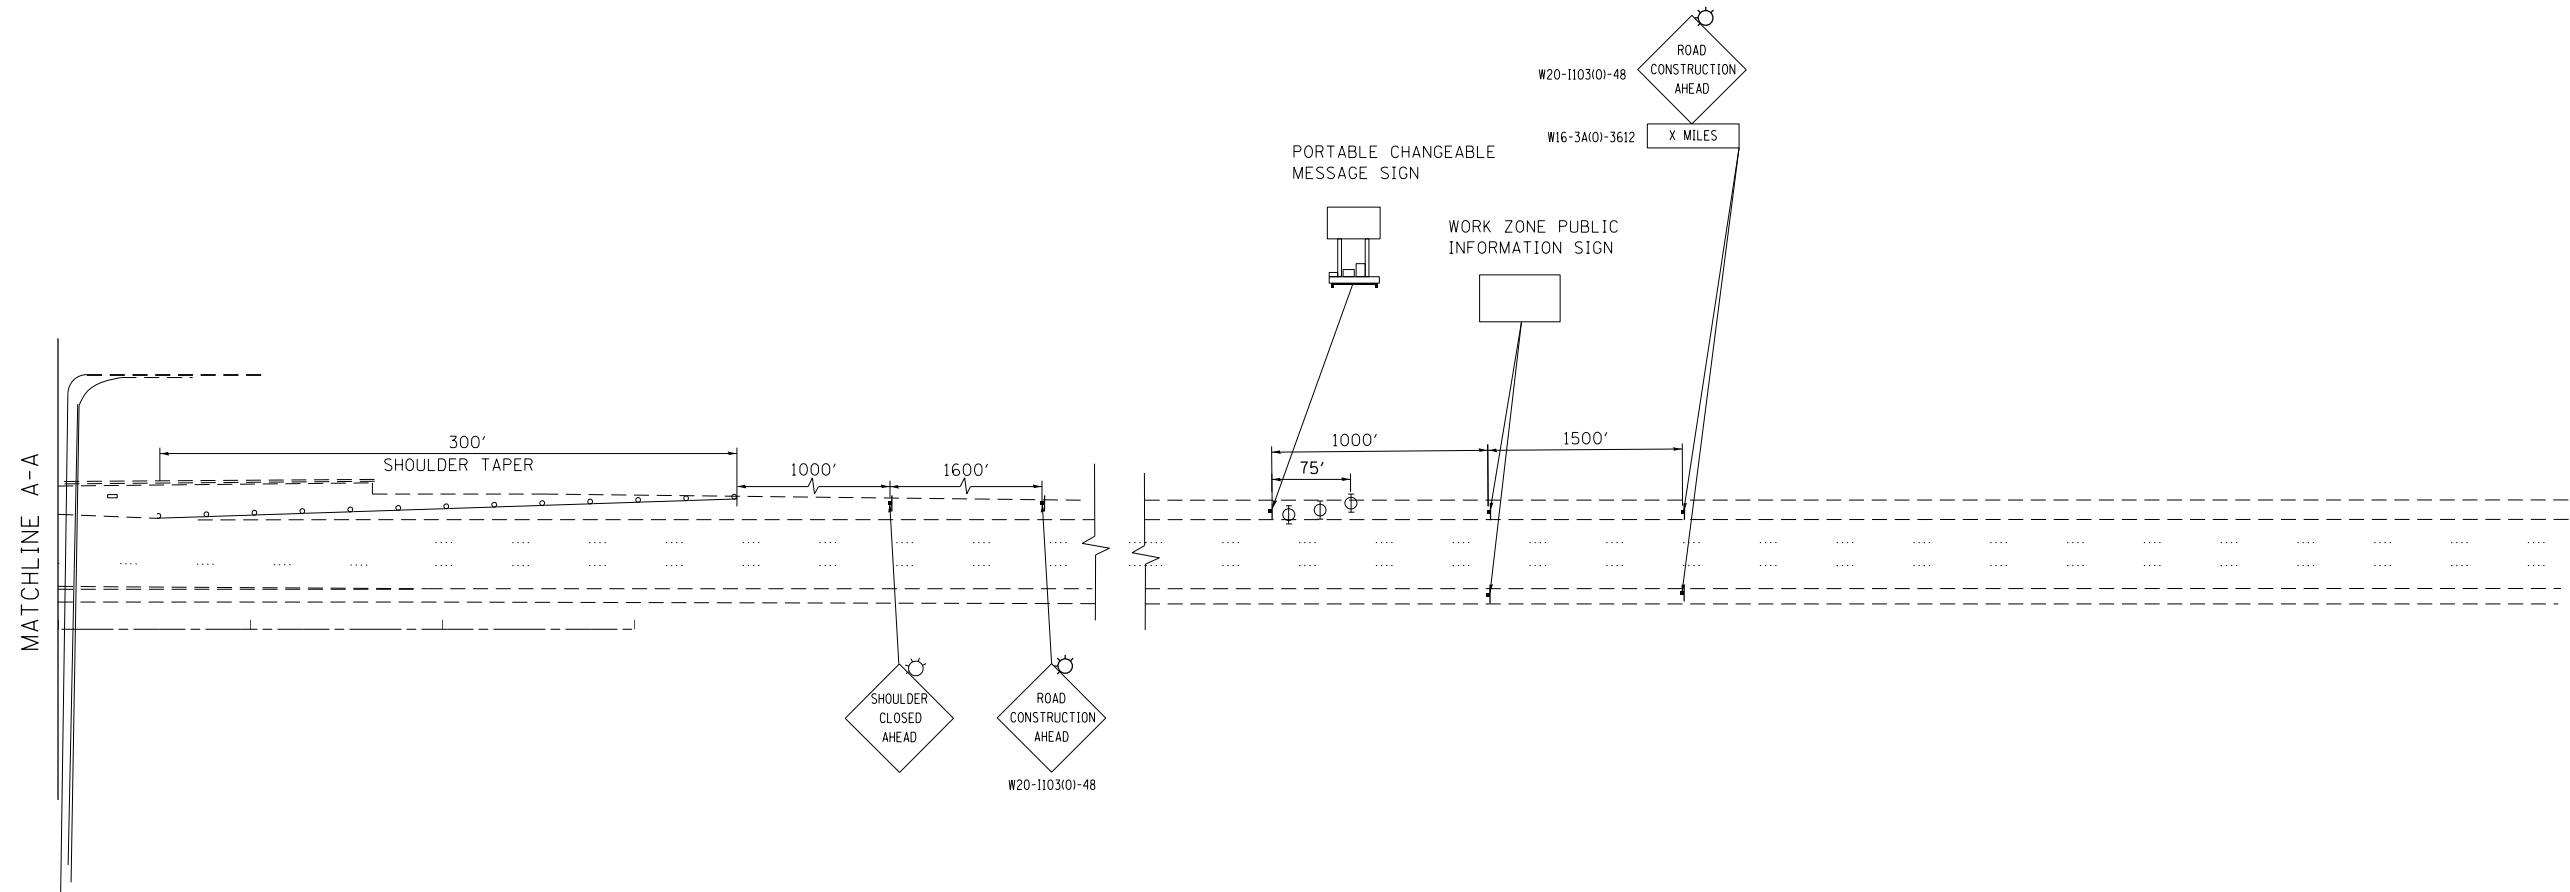 ROAD
CONSTRUCTION
AHEAD
W20-I103(O)-48
X MILES
W16-3A(O)-3612
PORTABLE CHANGEABLE
MESSAGE SIGN
WORK ZONE PUBLIC
INFORMATION SIGN
MATCHLINE A-A
300'
SHOULDER TAPER
1000'
1600'
1000'
75'
1500'
SHOULDER
CLOSED
AHEAD
ROAD
CONSTRUCTION
AHEAD
W20-I103(O)-48